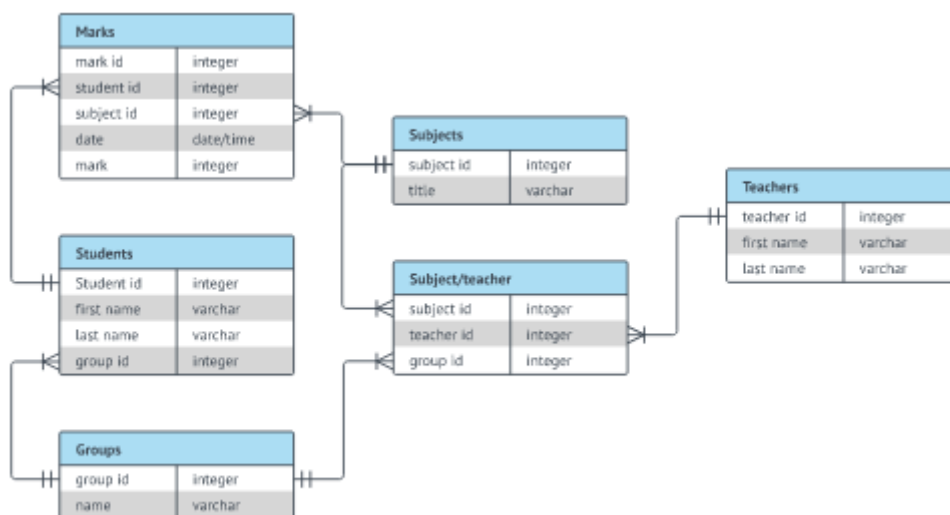 Marks
mark id integer
student id integer
subject id integer
date date/time
mark integer
Subjects
subject id integer
title varchar
Teachers
teacher id integer
first name varchar
last name varchar
Students
Student id integer
first name varchar
last name varchar
group id integer
Subject/teacher
subject id integer
teacher id integer
group id integer
Groups
group id integer
name varchar